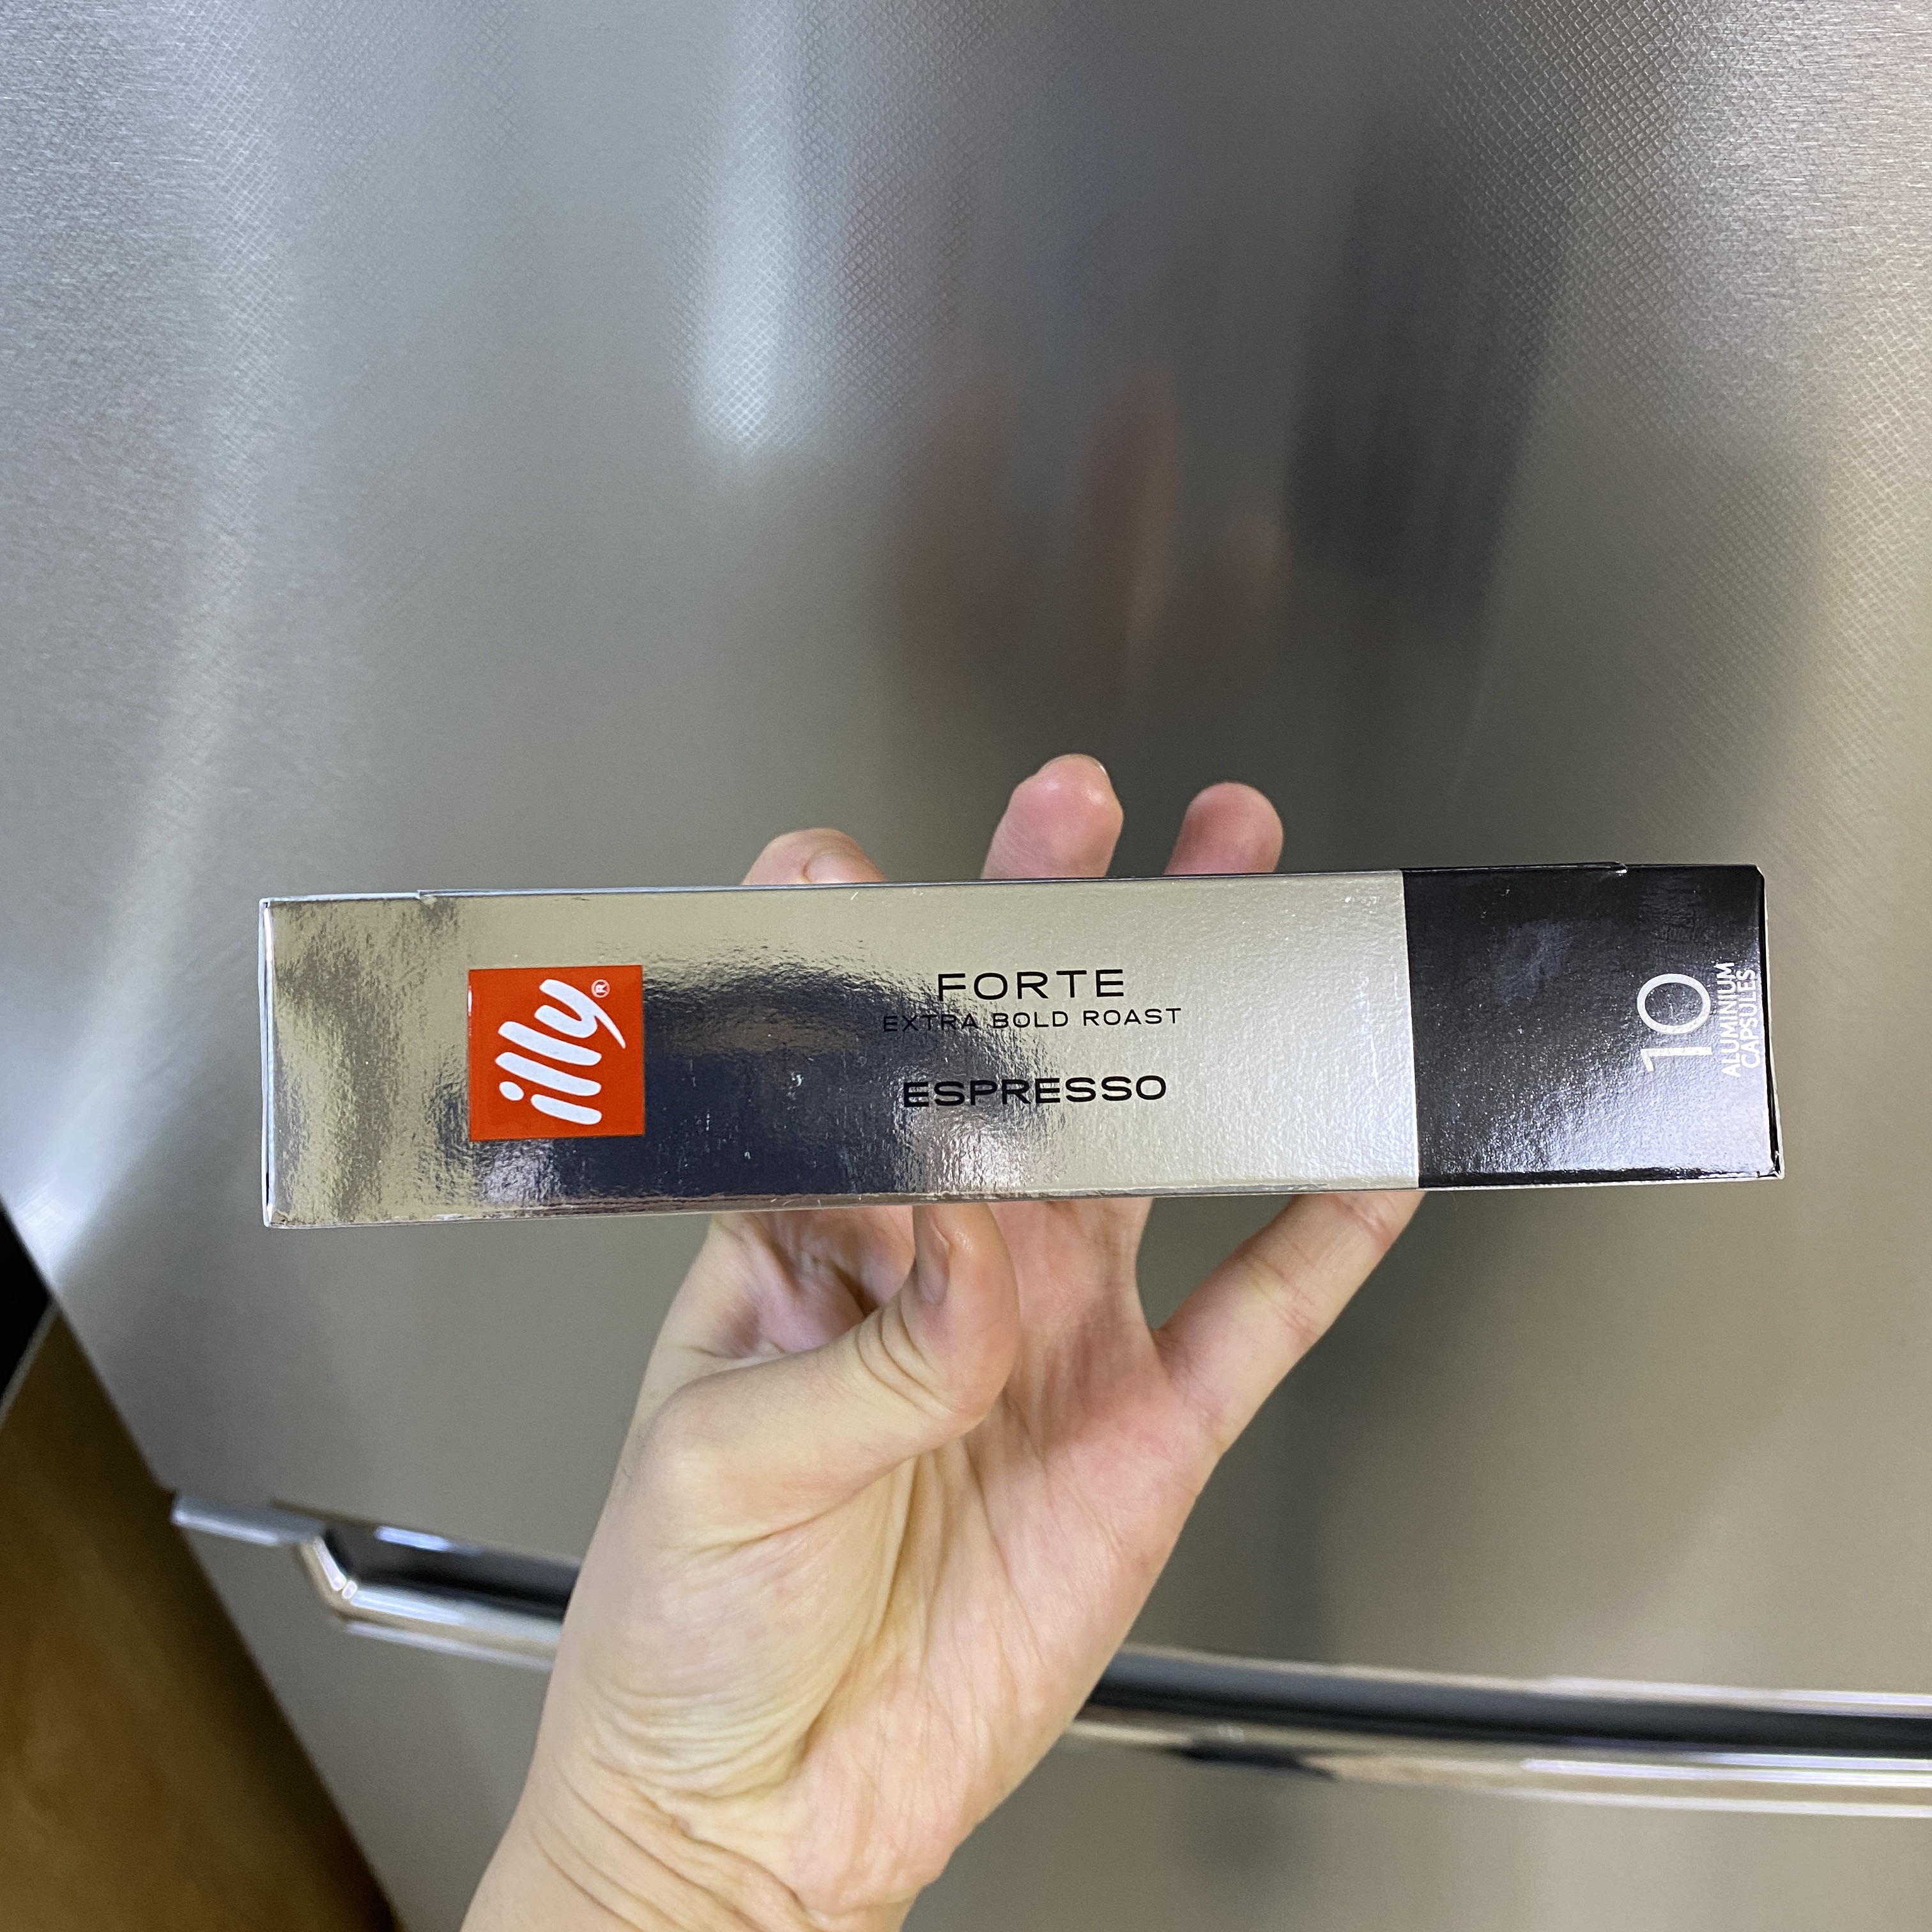 illy®
FORTE
EXTRA BOLD ROAST
ESPRESSO
10
ALUMINIUM
CAPSULES